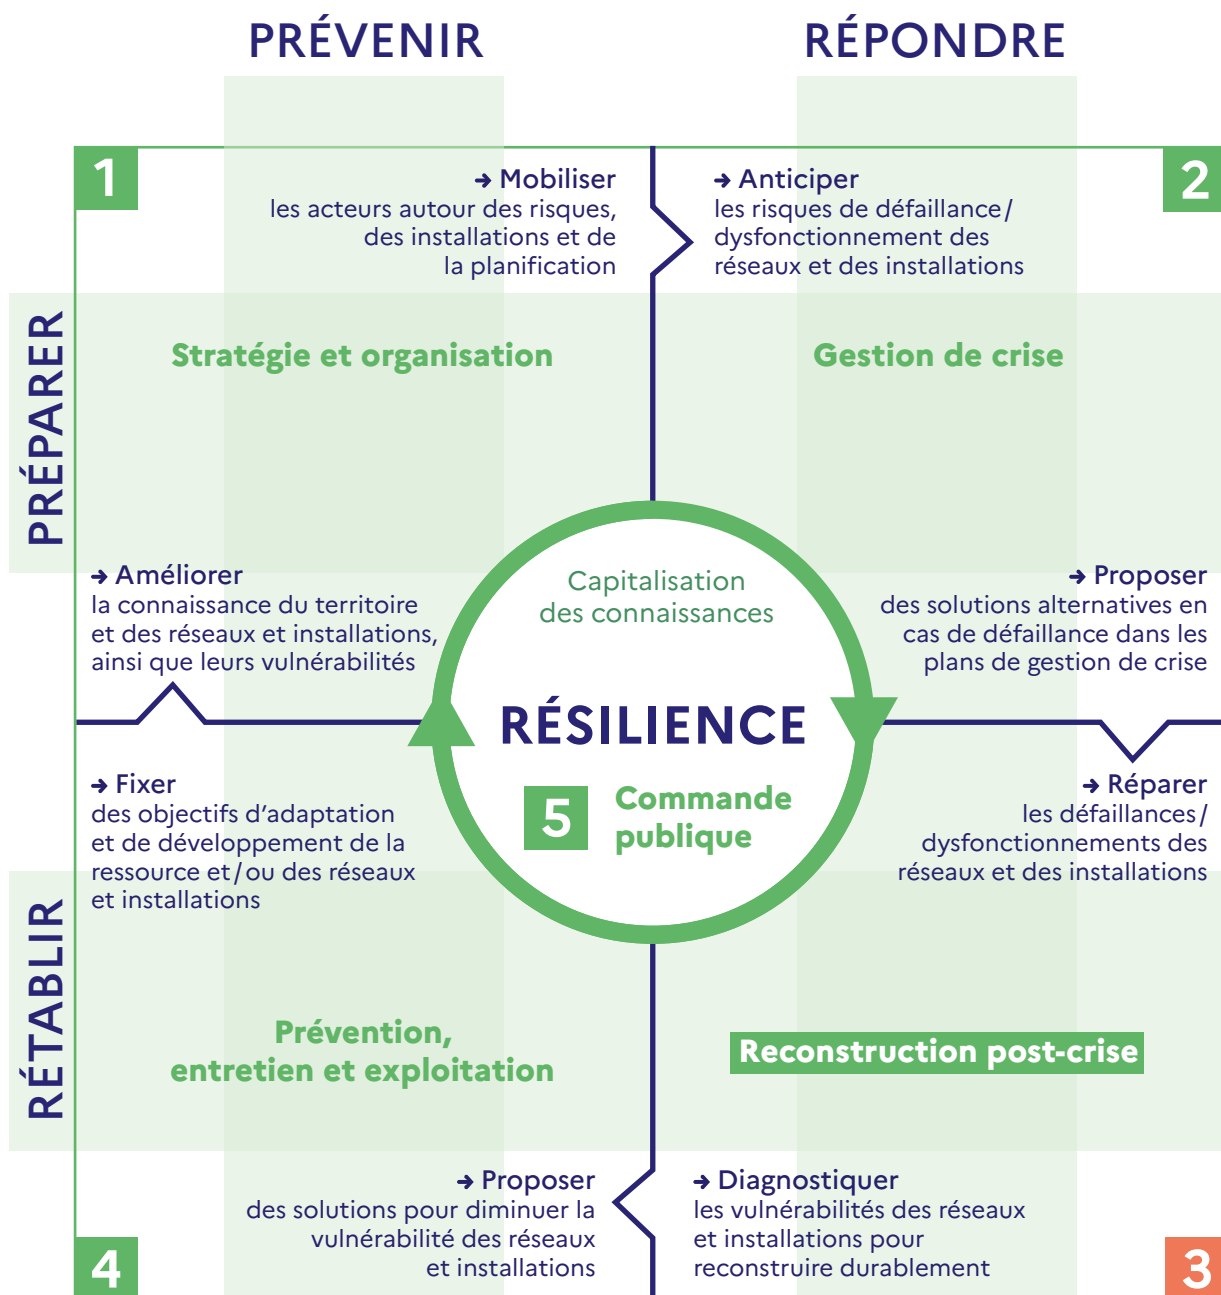 PRÉVENIR
RÉPONDRE
1
→ Mobiliser
les acteurs autour des risques,
des installations et de
la planification
→ Anticiper
les risques de défaillance/
dysfonctionnement des
réseaux et des installations
2
PRÉPARER
Stratégie et organisation
Gestion de crise
→ Améliorer
la connaissance du territoire
et des réseaux et installations,
ainsi que leurs vulnérabilités
Capitalisation
des connaissances
→ Proposer
des solutions alternatives en
cas de défaillance dans les
plans de gestion de crise
RÉSILIENCE
5
Commande
publique
→ Fixer
des objectifs d'adaptation
et de développement de la
ressource et/ou des réseaux
et installations
→ Réparer
les défaillances/
dysfonctionnements des
réseaux et des installations
RÉTABLIR
Prévention,
entretien et exploitation
Reconstruction post-crise
→ Proposer
des solutions pour diminuer la
vulnérabilité des réseaux
et installations
→ Diagnostiquer
les vulnérabilités des réseaux
et installations pour
reconstruire durablement
4
3